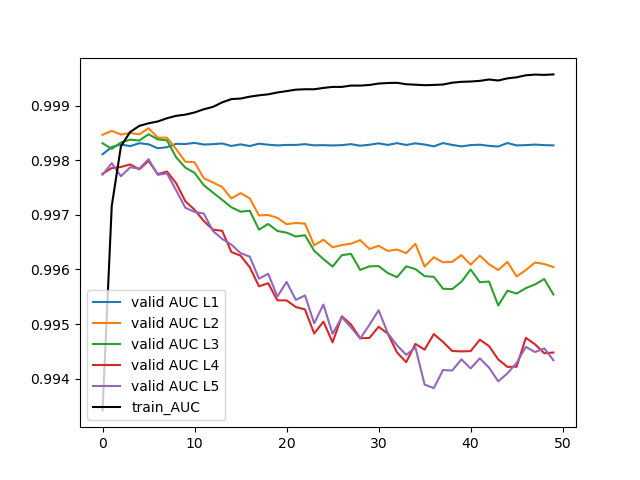 0.999
0.998
0.997
0.996
0.995
0.994
valid AUC L1
valid AUC L2
valid AUC L3
valid AUC L4
valid AUC L5
train_AUC
0 10 20 30 40 50